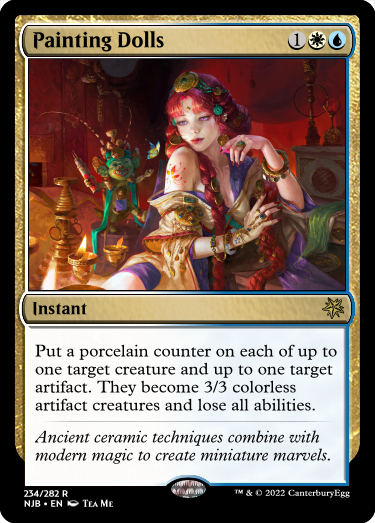 Painting Dolls 1
Instant
Put a porcelain counter on each of up to
one target creature and up to one target
artifact. They become 3/3 colorless
artifact creatures and lose all abilities.
Ancient ceramic techniques combine with
modern magic to create miniature marvels.
234/282 R
NJB • EN Tea Me
™ & © 2022 CanterburyEgg